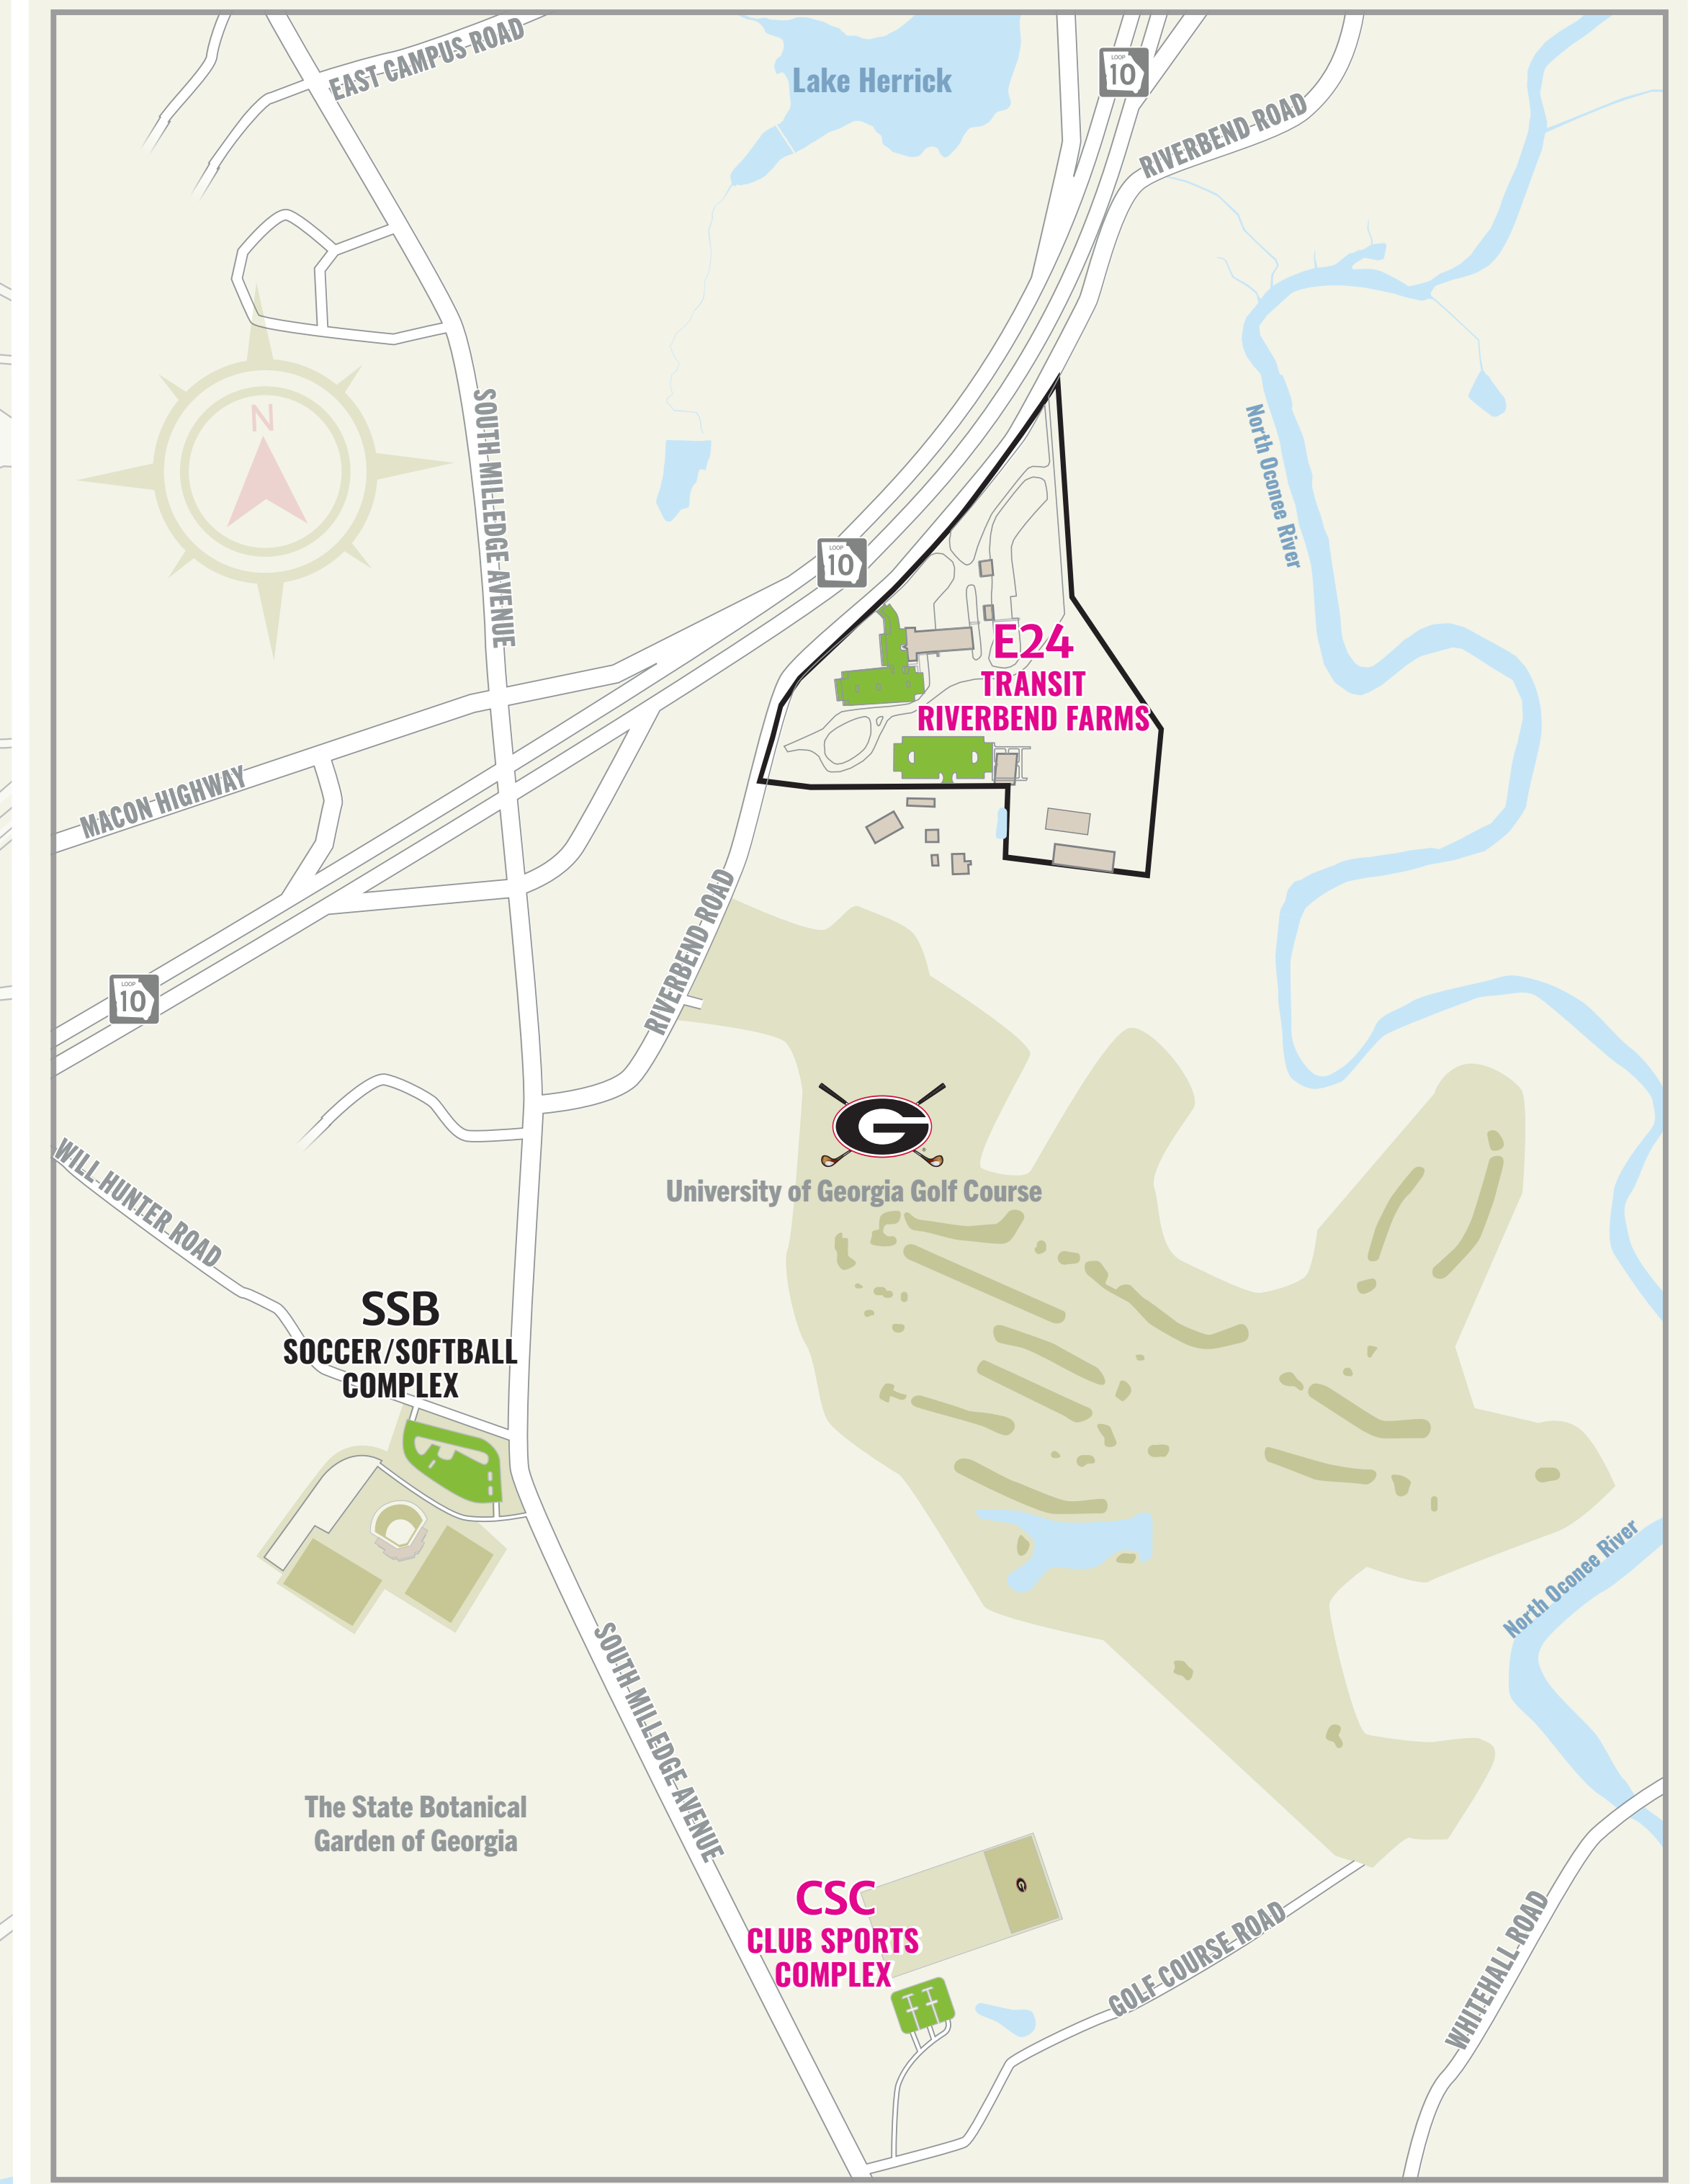 EAST CAMPUS ROAD
Lake Herrick
LOOP
10
RIVERBEND ROAD
N
SOUTH MILLEDGE AVENUE
North Oconee River
LOOP
10
E24
TRANSIT
RIVERBEND FARMS
MACON HIGHWAY
RIVERBEND ROAD
LOOP
10
G
University of Georgia Golf Course
WILL HUNTER ROAD
SSB
SOCCER/SOFTBALL
COMPLEX
North Oconee River
SOUTH MILLEDGE AVENUE
The State Botanical
Garden of Georgia
G
CSC
CLUB SPORTS
COMPLEX
GOLF COURSE ROAD
WHITEHALL ROAD